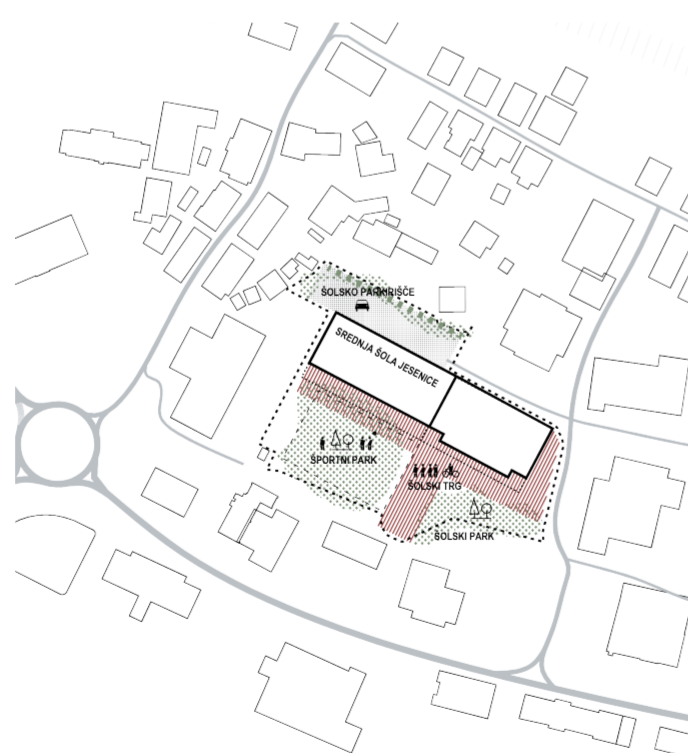 ŠOLSKO PARKIRIŠČE
SREDNJA ŠOLA JESENICE
ŠPORTNI PARK
ŠOLSKI TRG
ŠOLSKI PARK